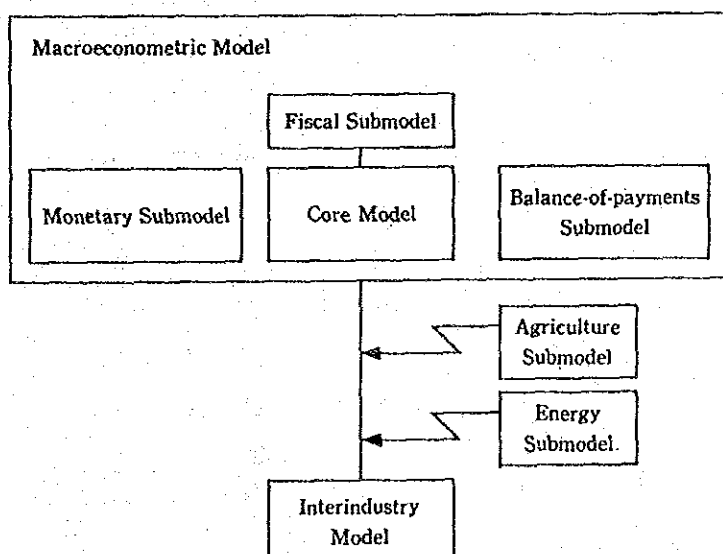 Macroeconometric Model
Fiscal Submodel
Monetary Submodel
Core Model
Balance-of-payments
Submodel
Agriculture
Submodel
Energy
Submodel.
Interindustry
Model